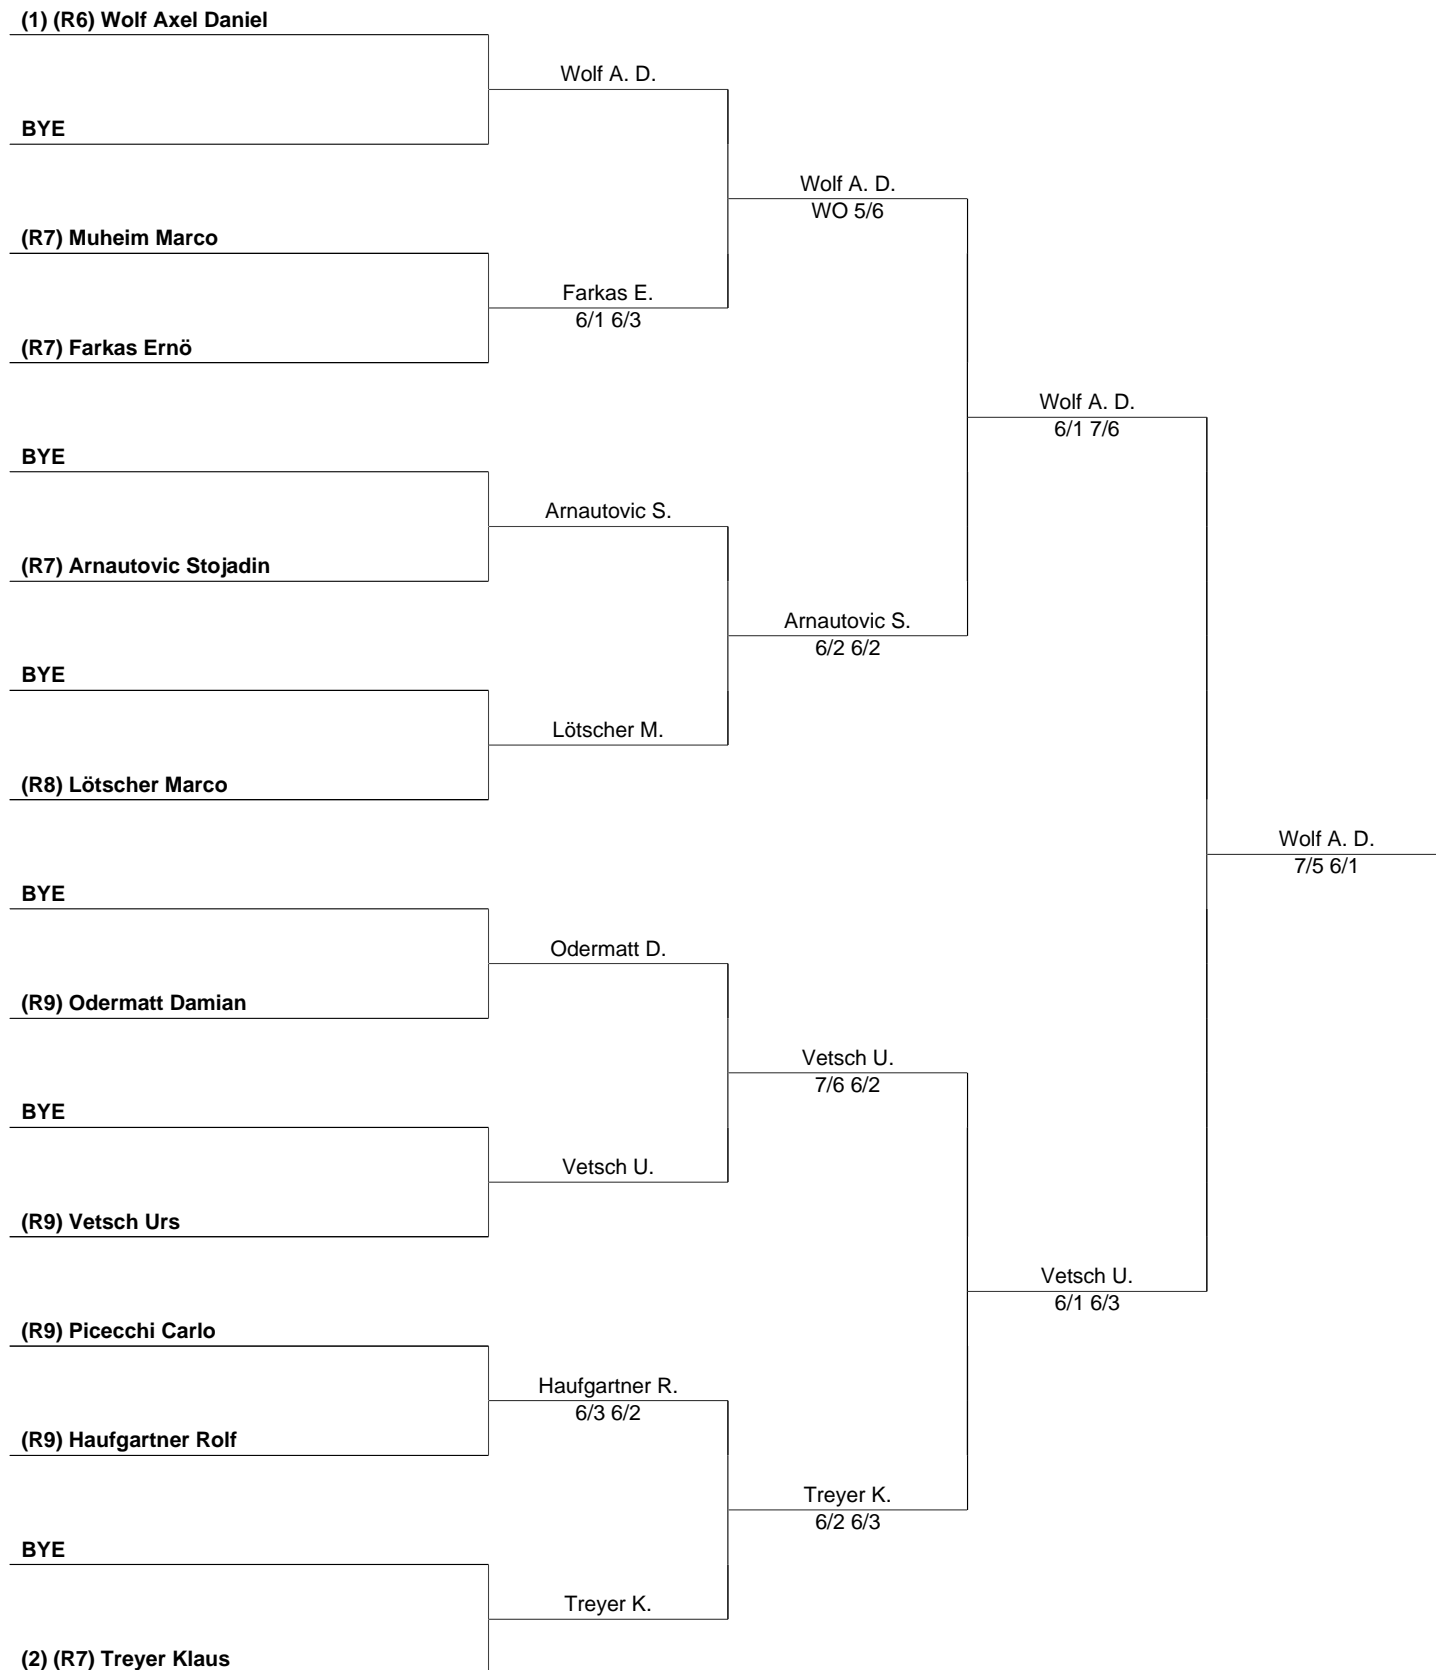 (1) (R6) Wolf Axel Daniel
Wolf A. D.
BYE
Wolf A. D.
WO 5/6
(R7) Muheim Marco
Farkas E.
6/1 6/3
(R7) Farkas Ernö
Wolf A. D.
6/1 7/6
BYE
Arnautovic S.
(R7) Arnautovic Stojadin
Arnautovic S.
6/2 6/2
BYE
Lötscher M.
(R8) Lötscher Marco
Wolf A. D.
7/5 6/1
BYE
Odermatt D.
(R9) Odermatt Damian
Vetsch U.
7/6 6/2
BYE
Vetsch U.
(R9) Vetsch Urs
Vetsch U.
6/1 6/3
(R9) Picecchi Carlo
Haufgartner R.
6/3 6/2
(R9) Haufgartner Rolf
Treyer K.
6/2 6/3
BYE
Treyer K.
(2) (R7) Treyer Klaus